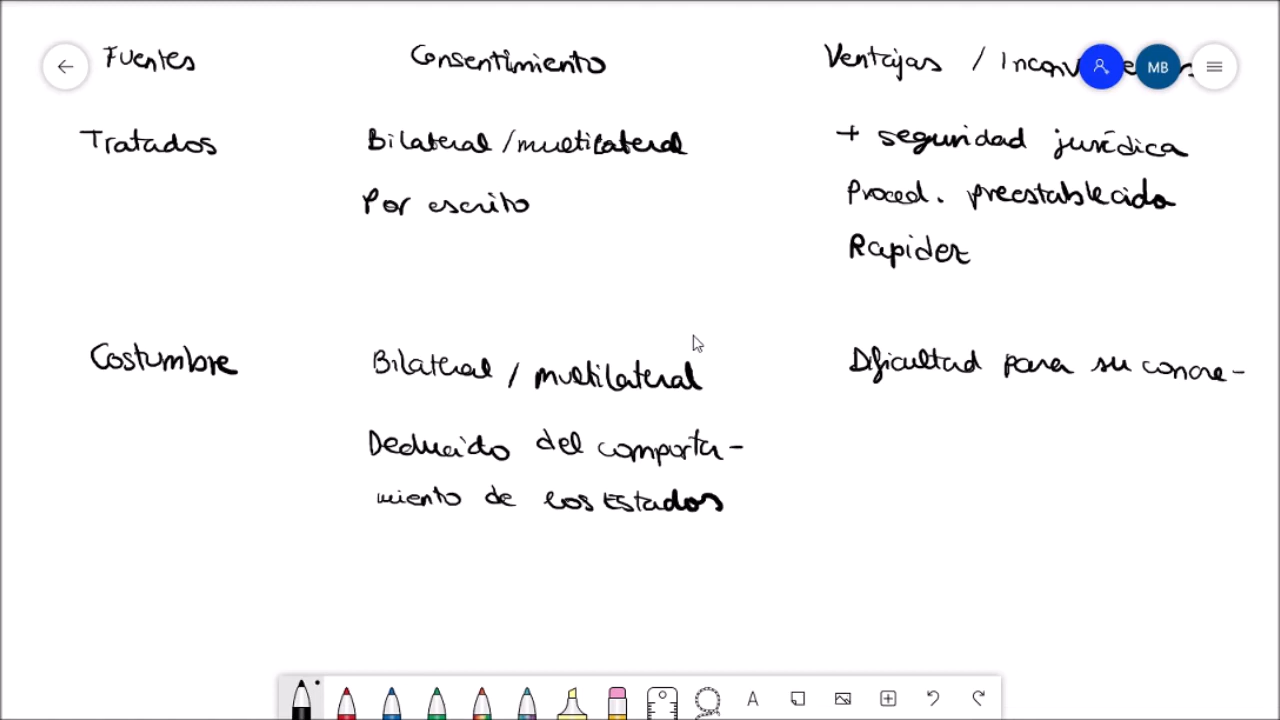 Fuentes Consentimiento Ventajas /
MB
Tratados Bilateral / multilateral + seguridad jurídica
Por escrito Proced. preestablecido
Rapidez
Costumbre Bilateral / multilateral Dificultad para su concre-
Deducido del comporta-
miento de los Estados
A